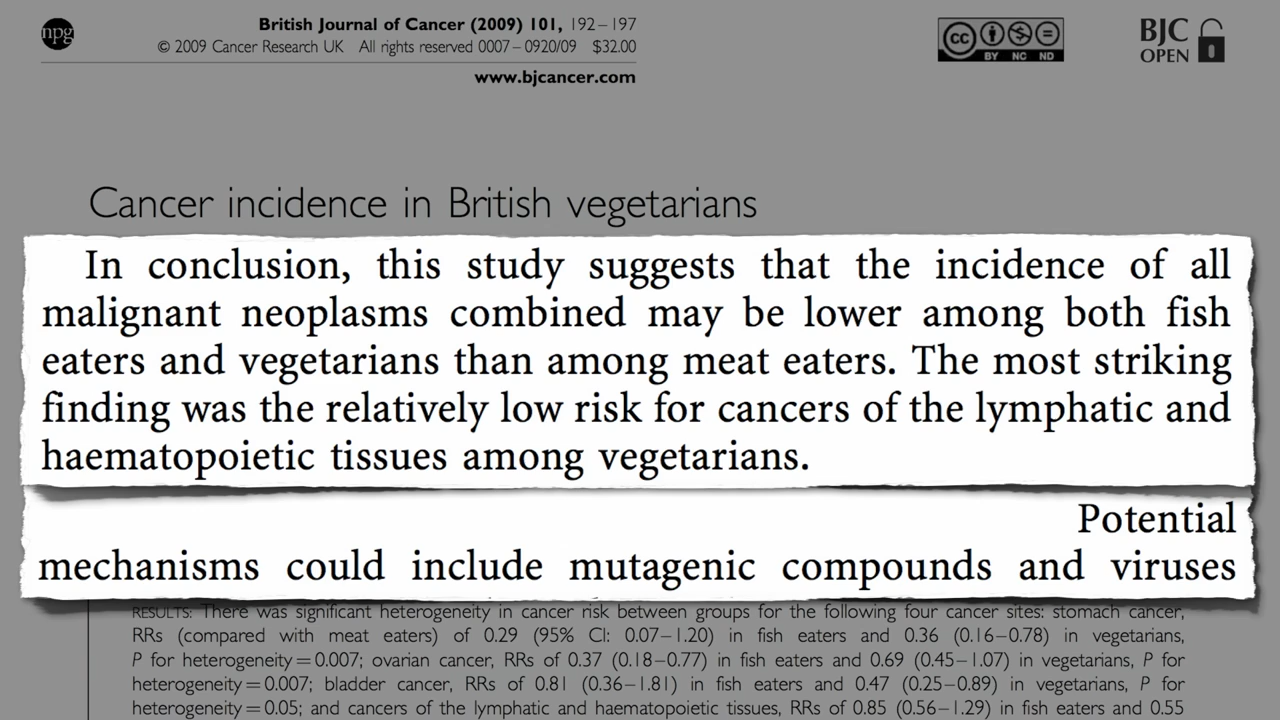 npg
British Journal of Cancer (2009) 101, 192 – 197
© 2009 Cancer Research UK All rights reserved 0007 – 0920/09 $32.00
www.bjcancer.com
cc BY NC ND
BJC
OPEN
Cancer incidence in British vegetarians
In conclusion, this study suggests that the incidence of all
malignant neoplasms combined may be lower among both fish
eaters and vegetarians than among meat eaters. The most striking
finding was the relatively low risk for cancers of the lymphatic and
haematopoietic tissues among vegetarians.
Potential
mechanisms could include mutagenic compounds and viruses
RESULTS: There was significant heterogeneity in cancer risk between groups for the following four cancer sites: stomach cancer,
RRs (compared with meat eaters) of 0.29 (95% CI: 0.07–1.20) in fish eaters and 0.36 (0.16–0.78) in vegetarians,
P for heterogeneity = 0.007; ovarian cancer, RRs of 0.37 (0.18–0.77) in fish eaters and 0.69 (0.45–1.07) in vegetarians, P for
heterogeneity = 0.007; bladder cancer, RRs of 0.81 (0.36–1.81) in fish eaters and 0.47 (0.25–0.89) in vegetarians, P for
heterogeneity = 0.05; and cancers of the lymphatic and haematopoietic tissues, RRs of 0.85 (0.56–1.29) in fish eaters and 0.55